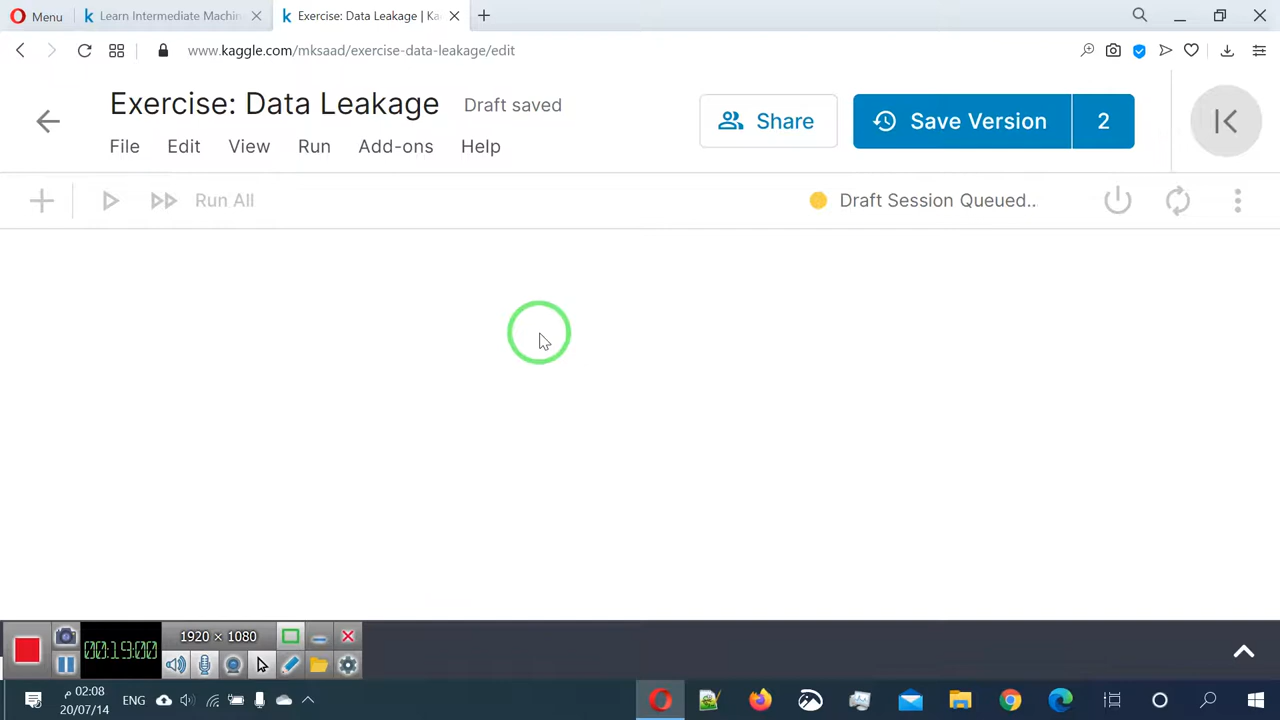 Menu
Learn Intermediate Machin
Exercise: Data Leakage | Ka
www.kaggle.com/mksaad/exercise-data-leakage/edit
Exercise: Data Leakage
Draft saved
Share
Save Version
2
File
Edit
View
Run
Add-ons
Help
Run All
Draft Session Queued..
00:19:00
1920 × 1080
02:08 م
20/07/14
ENG